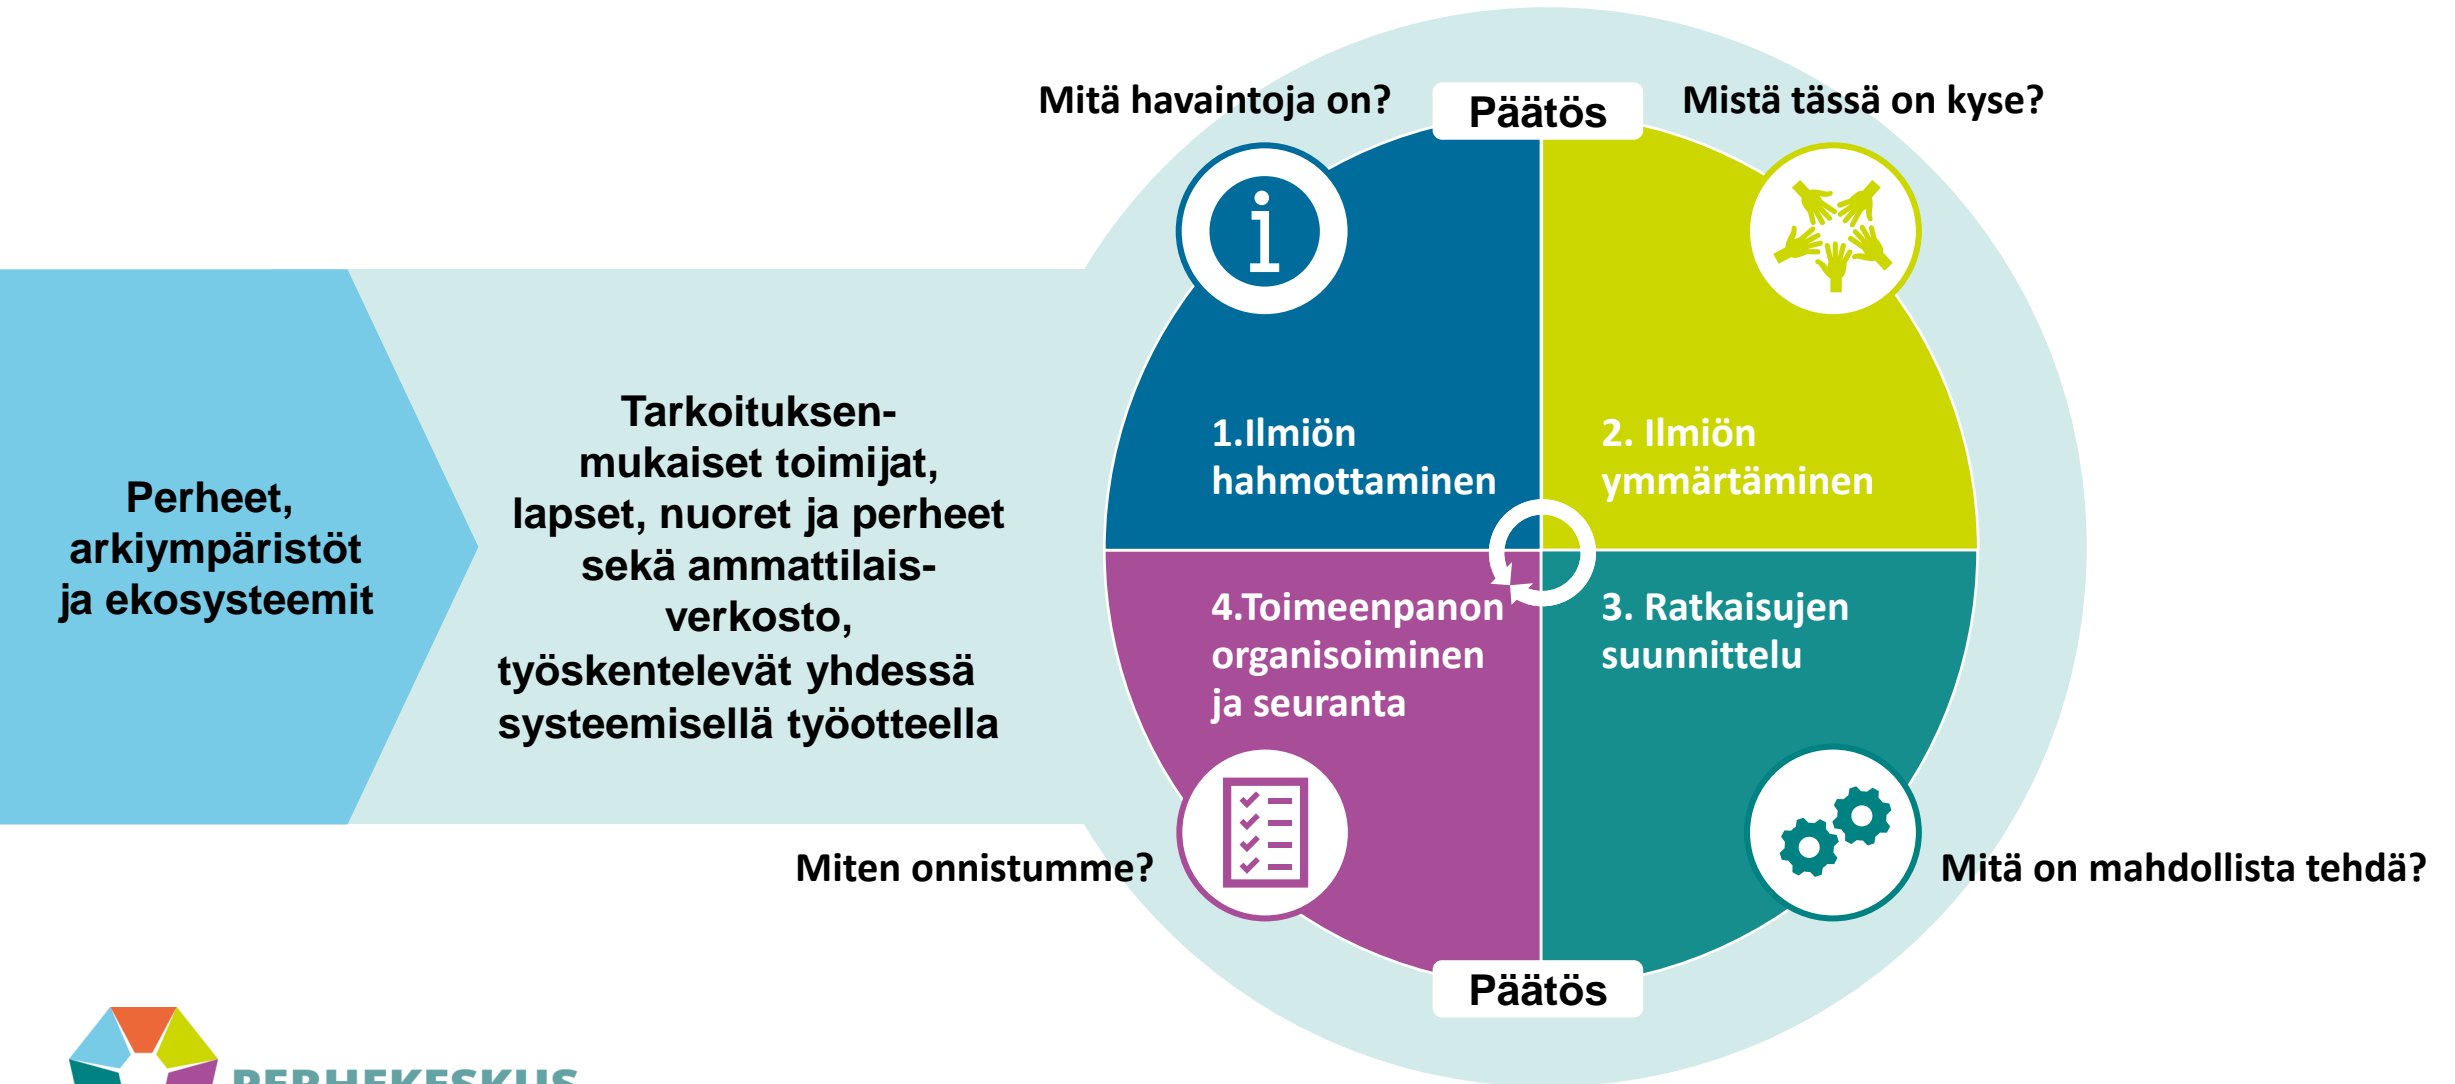 Perheet,
arkiympäristöt
ja ekosysteemit
Tarkoituksen-
mukaiset toimijat,
lapset, nuoret ja perheet
sekä ammattilais-
verkosto,
työskentelevät yhdessä
systeemisellä työotteella
Mitä havaintoja on?
Päätös
Mistä tässä on kyse?
i
1.Ilmiön
hahmottaminen
2. Ilmiön
ymmärtäminen
4.Toimeenpanon
organisoiminen
ja seuranta
3. Ratkaisujen
suunnittelu
Miten onnistumme?
Mitä on mahdollista tehdä?
Päätös
PERHEKESKUS